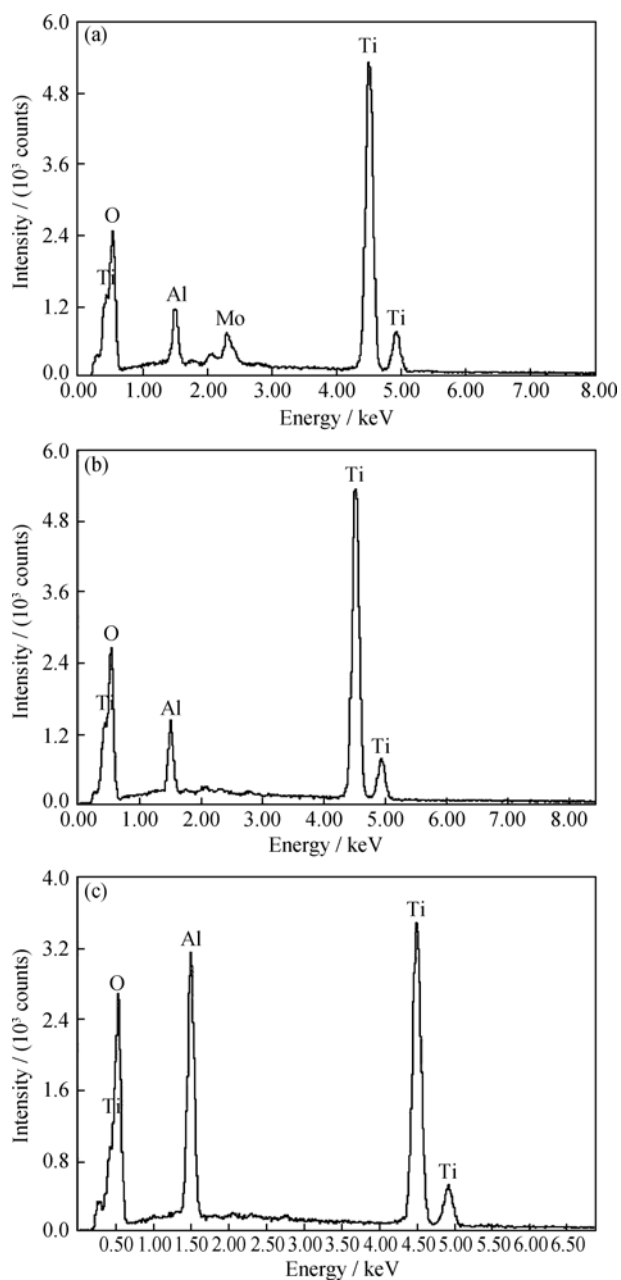 (a)
Ti
6.0
4.8
3.6
2.4
1.2
0.0
Intensity / (10³ counts)
O
Ti
Al
Mo
Ti
0.00 1.00 2.00 3.00 4.00 5.00 6.00 7.00 8.00
Energy / keV
(b)
Ti
6.0
4.8
3.6
2.4
1.2
0.0
Intensity / (10³ counts)
O
Ti
Al
Ti
0.00 1.00 2.00 3.00 4.00 5.00 6.00 7.00 8.00
Energy / keV
(c)
Ti
4.0
3.2
2.4
1.6
0.8
0.0
Intensity / (10³ counts)
Al
O
Ti
Ti
0.50 1.00 1.50 2.00 2.50 3.00 3.50 4.00 4.50 5.00 5.50 6.00 6.50
Energy / keV